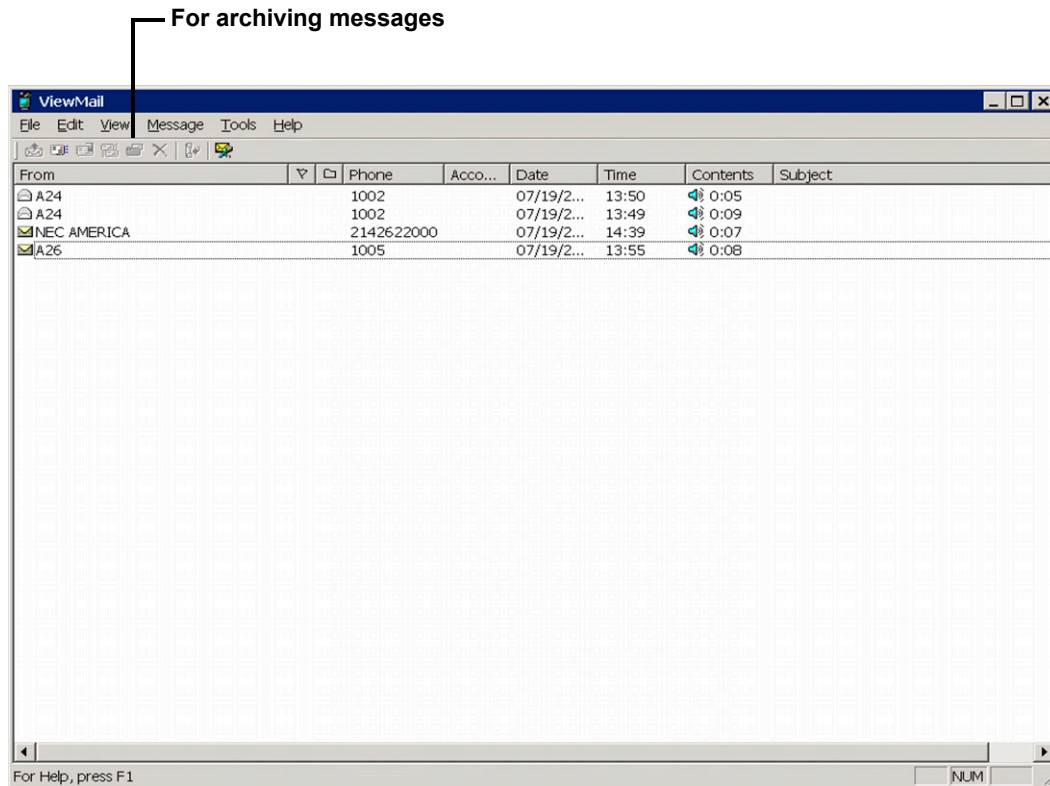 For archiving messages
ViewMail
File Edit View Message Tools Help
From Phone Acco... Date Time Contents Subject
A24 1002 07/19/2... 13:50 0:05
A24 1002 07/19/2... 13:49 0:09
NEC AMERICA 2142622000 07/19/2... 14:39 0:07
A26 1005 07/19/2... 13:55 0:08
For Help, press F1 NUM